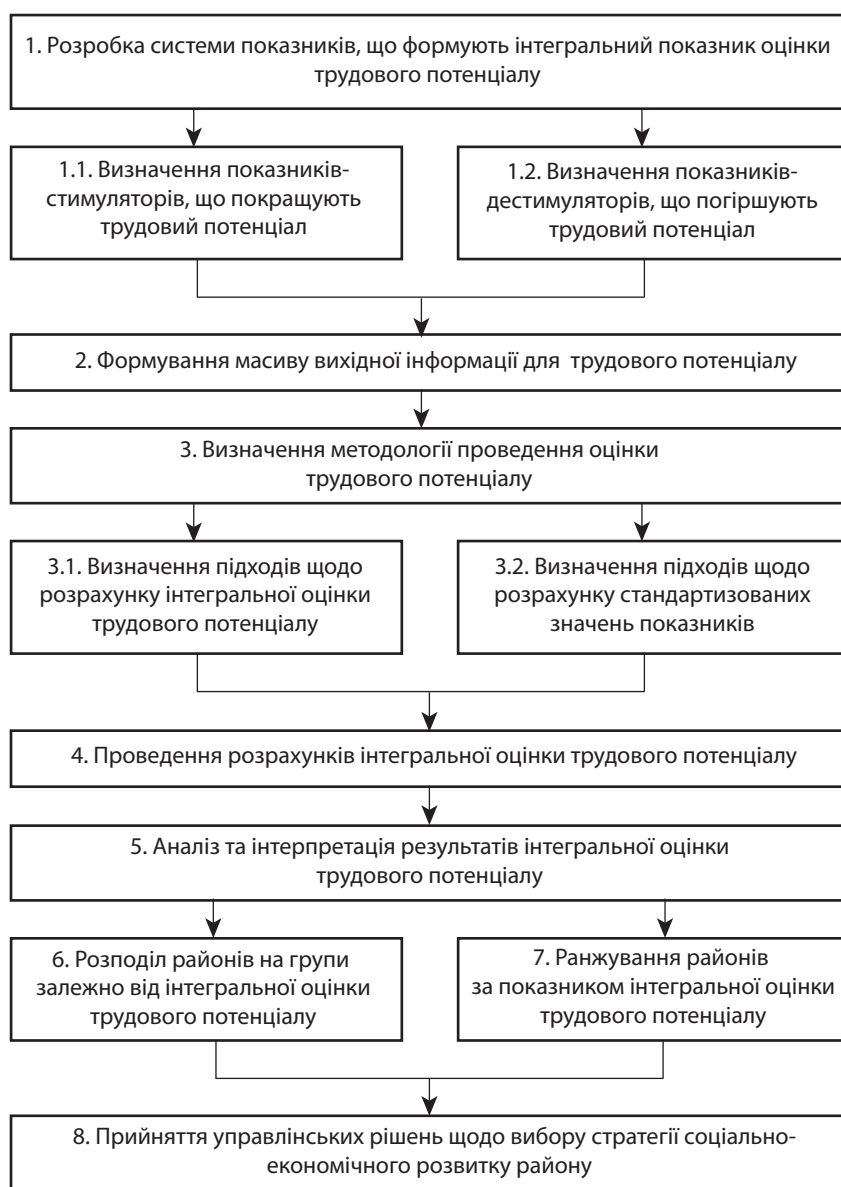 1. Розробка системи показників, що формують інтегральний показник оцінки
трудового потенціалу
1.1. Визначення показників-
стимуляторів, що покращують
трудовий потенціал
1.2. Визначення показників-
дестимуляторів, що погіршують
трудовий потенціал
2. Формування масиву вихідної інформації для трудового потенціалу
3. Визначення методології проведення оцінки
трудового потенціалу
3.1. Визначення підходів щодо
розрахунку інтегральної оцінки
трудового потенціалу
3.2. Визначення підходів щодо
розрахунку стандартизованих
значень показників
4. Проведення розрахунків інтегральної оцінки трудового потенціалу
5. Аналіз та інтерпретація результатів інтегральної оцінки
трудового потенціалу
6. Розподіл районів на групи
залежно від інтегральної оцінки
трудового потенціалу
7. Ранжування районів
за показником інтегральної оцінки
трудового потенціалу
8. Прийняття управлінських рішень щодо вибору стратегії соціально-
економічного розвитку району